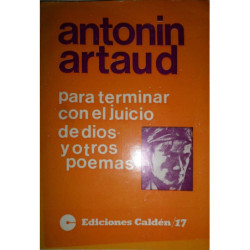 antonin
artaud
para terminar
con el juicio
de dios
y otros
poemas
Ediciones Caldén/17